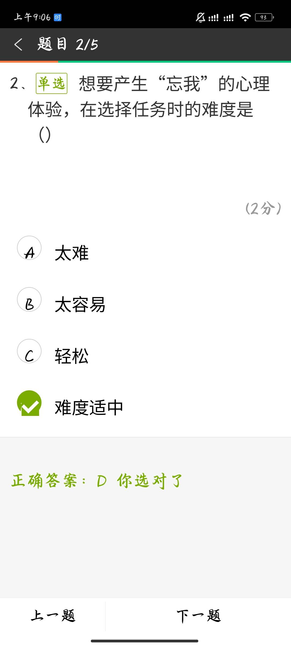 上午9:06
93
题目 2/5
2、单选 想要产生“忘我”的心理
体验，在选择任务时的难度是
（）
(2分)
A 太难
B 太容易
C 轻松
难度适中
正确答案：D 你选对了
上一题 下一题